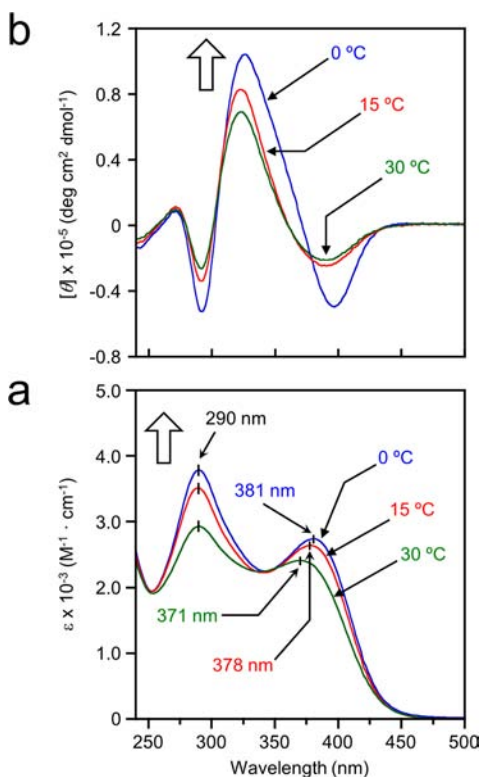 b
1.2
0.8
0.4
0
-0.4
-0.8
[θ] x 10-5 (deg cm2 dmol-1)
0 ºC
15 ºC
30 ºC
a
5.0
4.0
3.0
2.0
1.0
0
ε x 10-3 (M-1 · cm-1)
290 nm
381 nm
0 ºC
15 ºC
30 ºC
371 nm
378 nm
250 300 350 400 450 500
Wavelength (nm)